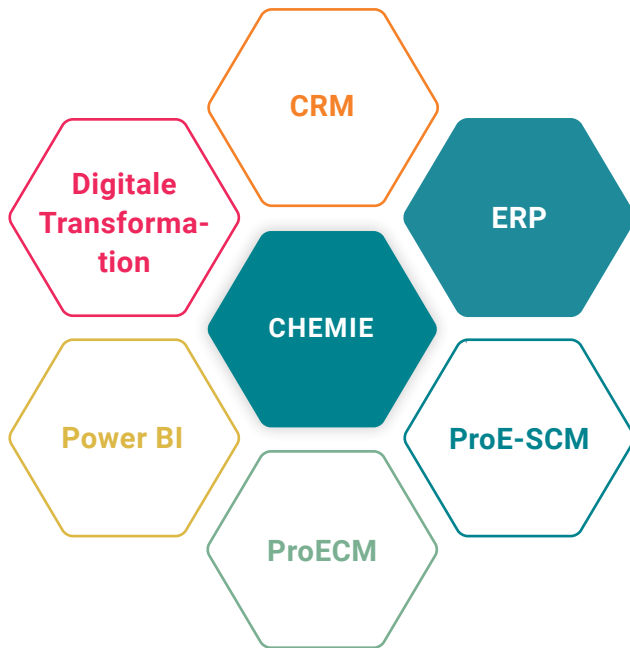 CRM
Digitale
Transforma-
tion
ERP
CHEMIE
Power BI
ProE-SCM
ProECM